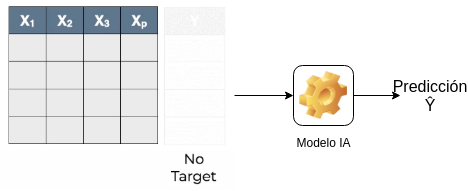 X1 X2 X3 Xp Y
No
Target
Modelo IA
Predicción
Ŷ